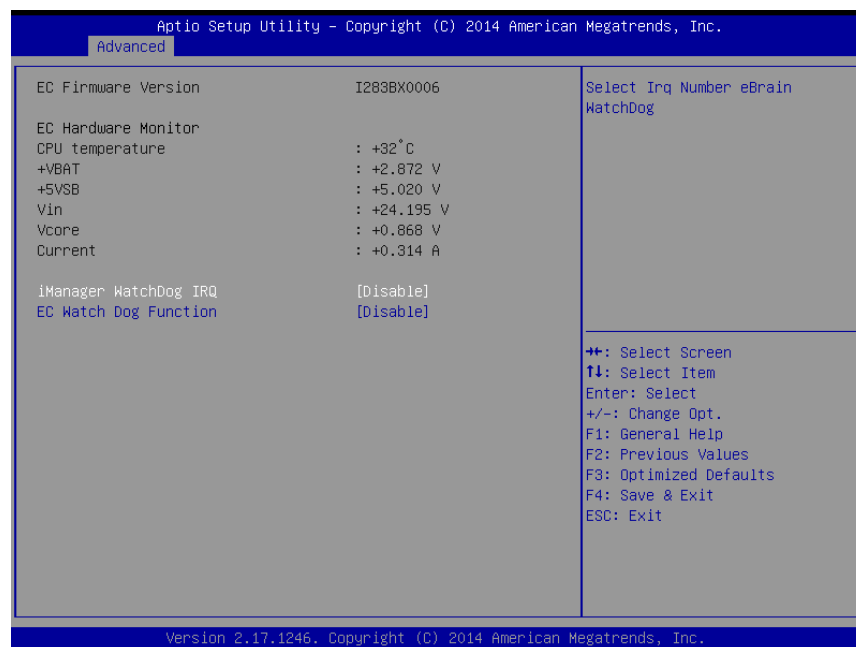 Aptio Setup Utility – Copyright (C) 2014 American Megatrends, Inc.
Advanced
EC Firmware Version I283BX0006
EC Hardware Monitor
CPU temperature : +32°C
+VBAT : +2.872 V
+5VSB : +5.020 V
Vin : +24.195 V
Vcore : +0.868 V
Current : +0.314 A
iManager WatchDog IRQ [Disable]
EC Watch Dog Function [Disable]
Select Irq Number eBrain
WatchDog
→←: Select Screen
↑↓: Select Item
Enter: Select
+/-: Change Opt.
F1: General Help
F2: Previous Values
F3: Optimized Defaults
F4: Save & Exit
ESC: Exit
Version 2.17.1246. Copyright (C) 2014 American Megatrends, Inc.